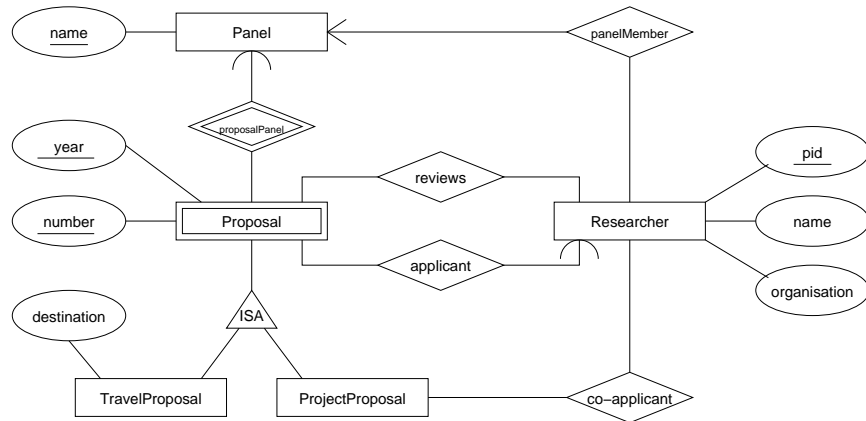 name
Panel
panelMember
proposalPanel
year
pid
reviews
number
Proposal
Researcher
name
applicant
organisation
destination
ISA
TravelProposal
ProjectProposal
co−applicant